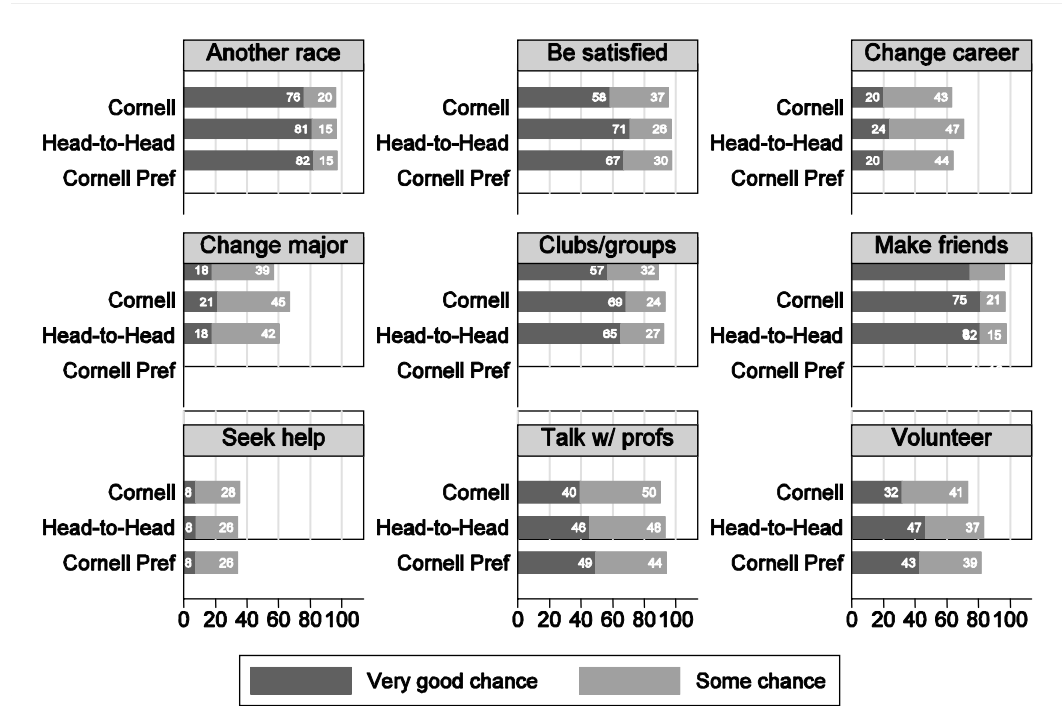 Another race Be satisfied Change career
76 20 58 37 20 43
Cornell Cornell Cornell
81 15 71 26 24 47
Head-to-Head Head-to-Head Head-to-Head
82 15 67 30 20 44
Cornell Pref Cornell Pref Cornell Pref
Change major Clubs/groups Make friends
18 39 57 32
Cornell Cornell Cornell
21 45 69 24 75 21
Head-to-Head Head-to-Head Head-to-Head
18 42 65 27 82 15
Cornell Pref Cornell Pref Cornell Pref
Seek help Talk w/ profs Volunteer
Cornell 8 28 Cornell 40 50 Cornell 32 41
Head-to-Head 8 26 Head-to-Head 46 48 Head-to-Head 47 37
Cornell Pref 8 26 Cornell Pref 49 44 Cornell Pref 43 39
0 20 40 60 80 100 0 20 40 60 80 100 0 20 40 60 80 100
Very good chance Some chance